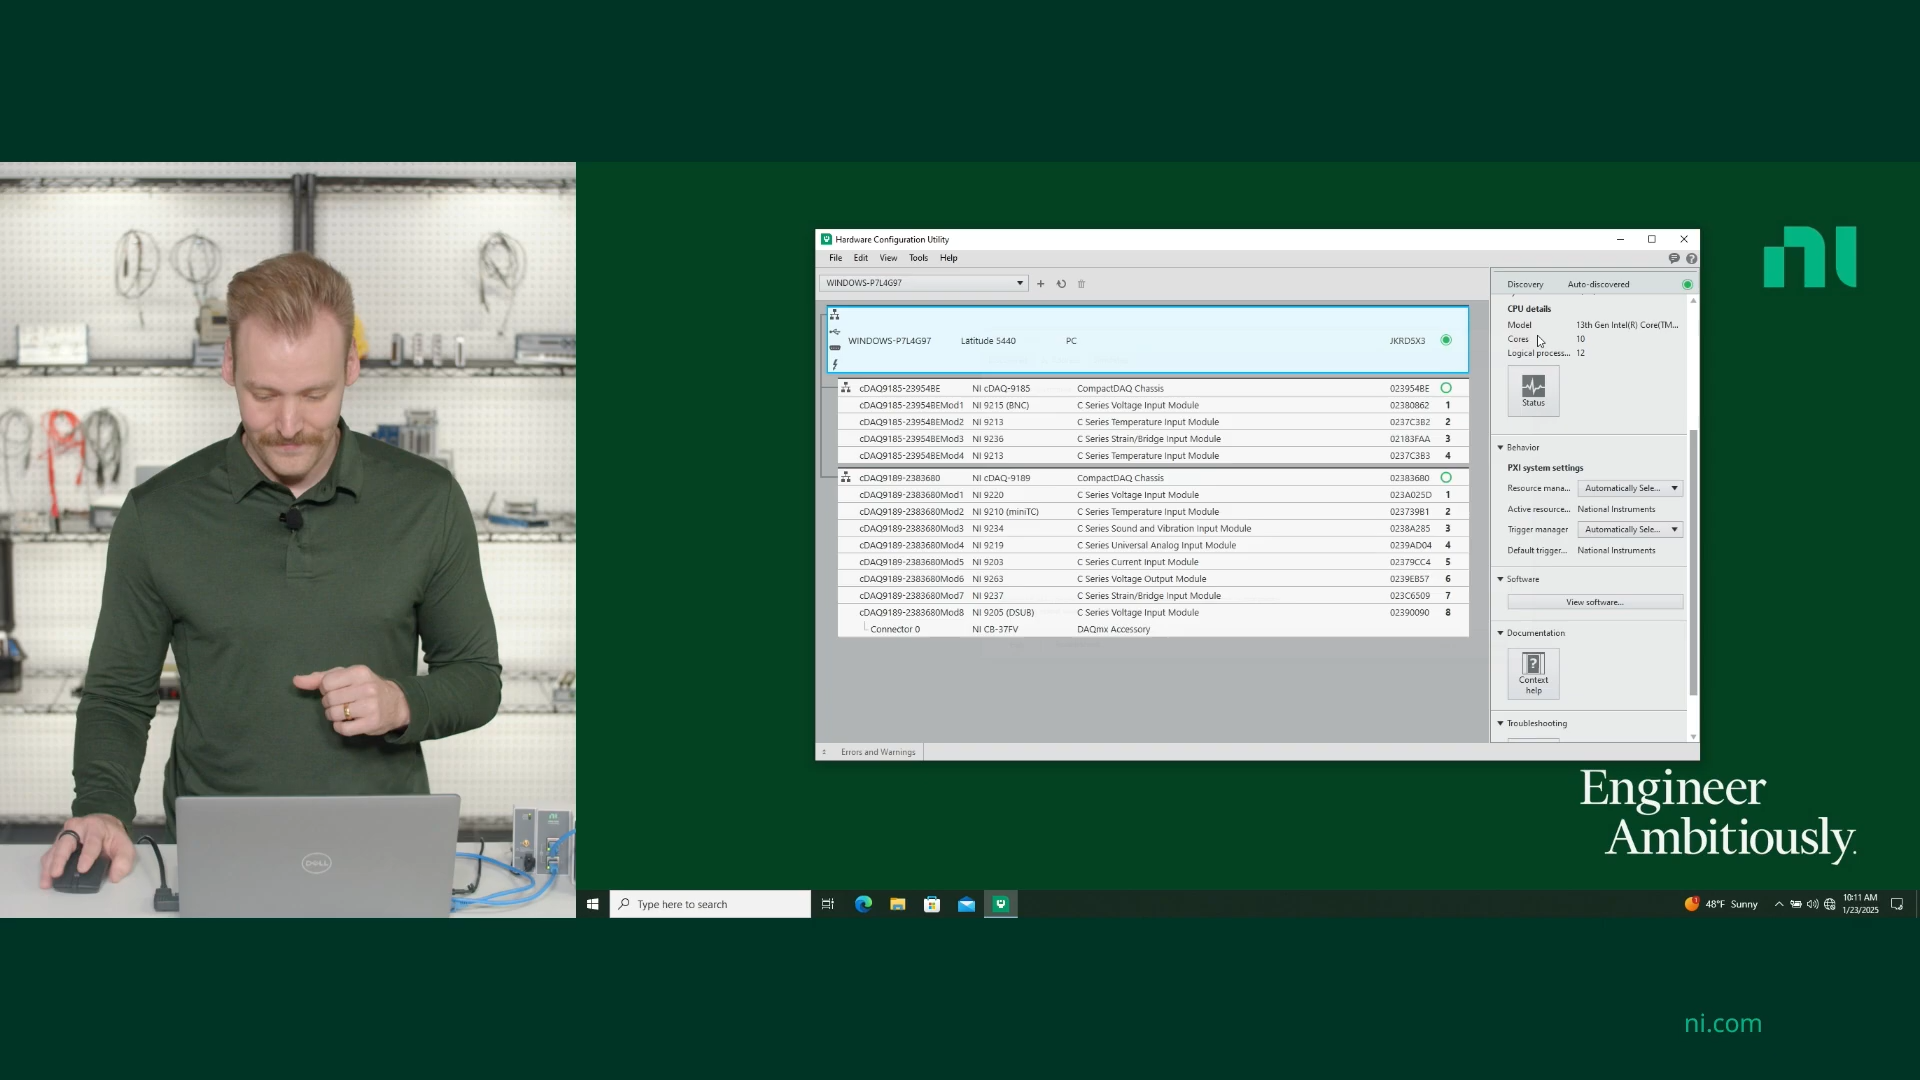 Hardware Configuration Utility
File Edit View Tools Help
WINDOWS-P7L4G97
Discovery Auto-discovered
WINDOWS-P7L4G97 Latitude 5440 PC JKRDSX3
cDAQ9185-23954BE NI cDAQ-9185 CompactDAQ Chassis 023954BE
cDAQ9185-23954BEMod1 NI 9215 (BNC) C Series Voltage Input Module 02380862 1
cDAQ9185-23954BEMod2 NI 9213 C Series Temperature Input Module 0237C3B2 2
cDAQ9185-23954BEMod3 NI 9236 C Series Strain/Bridge Input Module 02183FAA 3
cDAQ9185-23954BEMod4 NI 9213 C Series Temperature Input Module 0237C3B3 4
cDAQ9189-2383680 NI cDAQ-9189 CompactDAQ Chassis 02383680
cDAQ9189-2383680Mod1 NI 9220 C Series Voltage Input Module 023A025D 1
cDAQ9189-2383680Mod2 NI 9210 (miniTC) C Series Temperature Input Module 023739B1 2
cDAQ9189-2383680Mod3 NI 9234 C Series Sound and Vibration Input Module 0238A285 3
cDAQ9189-2383680Mod4 NI 9219 C Series Universal Analog Input Module 0239AD04 4
cDAQ9189-2383680Mod5 NI 9203 C Series Current Input Module 02379CC4 5
cDAQ9189-2383680Mod6 NI 9263 C Series Voltage Output Module 0239EB57 6
cDAQ9189-2383680Mod7 NI 9237 C Series Strain/Bridge Input Module 023C6509 7
cDAQ9189-2383680Mod8 NI 9205 (DSUB) C Series Voltage Input Module 02390090 8
Connector 0 NI CB-37FV DAQmx Accessory
Errors and Warnings
CPU details
Model 13th Gen Intel(R) Core(TM...
Cores 10
Logical process... 12
Status
Behavior
PXI system settings
Resource mana... Automatically Sele...
Active resource... National Instruments
Trigger manager Automatically Sele...
Default trigger... National Instruments
Software
View software...
Documentation
Context
help
Troubleshooting
ni
Engineer
Ambitiously.
DELL
Type here to search
48°F Sunny
10:11 AM
1/23/2025
ni.com